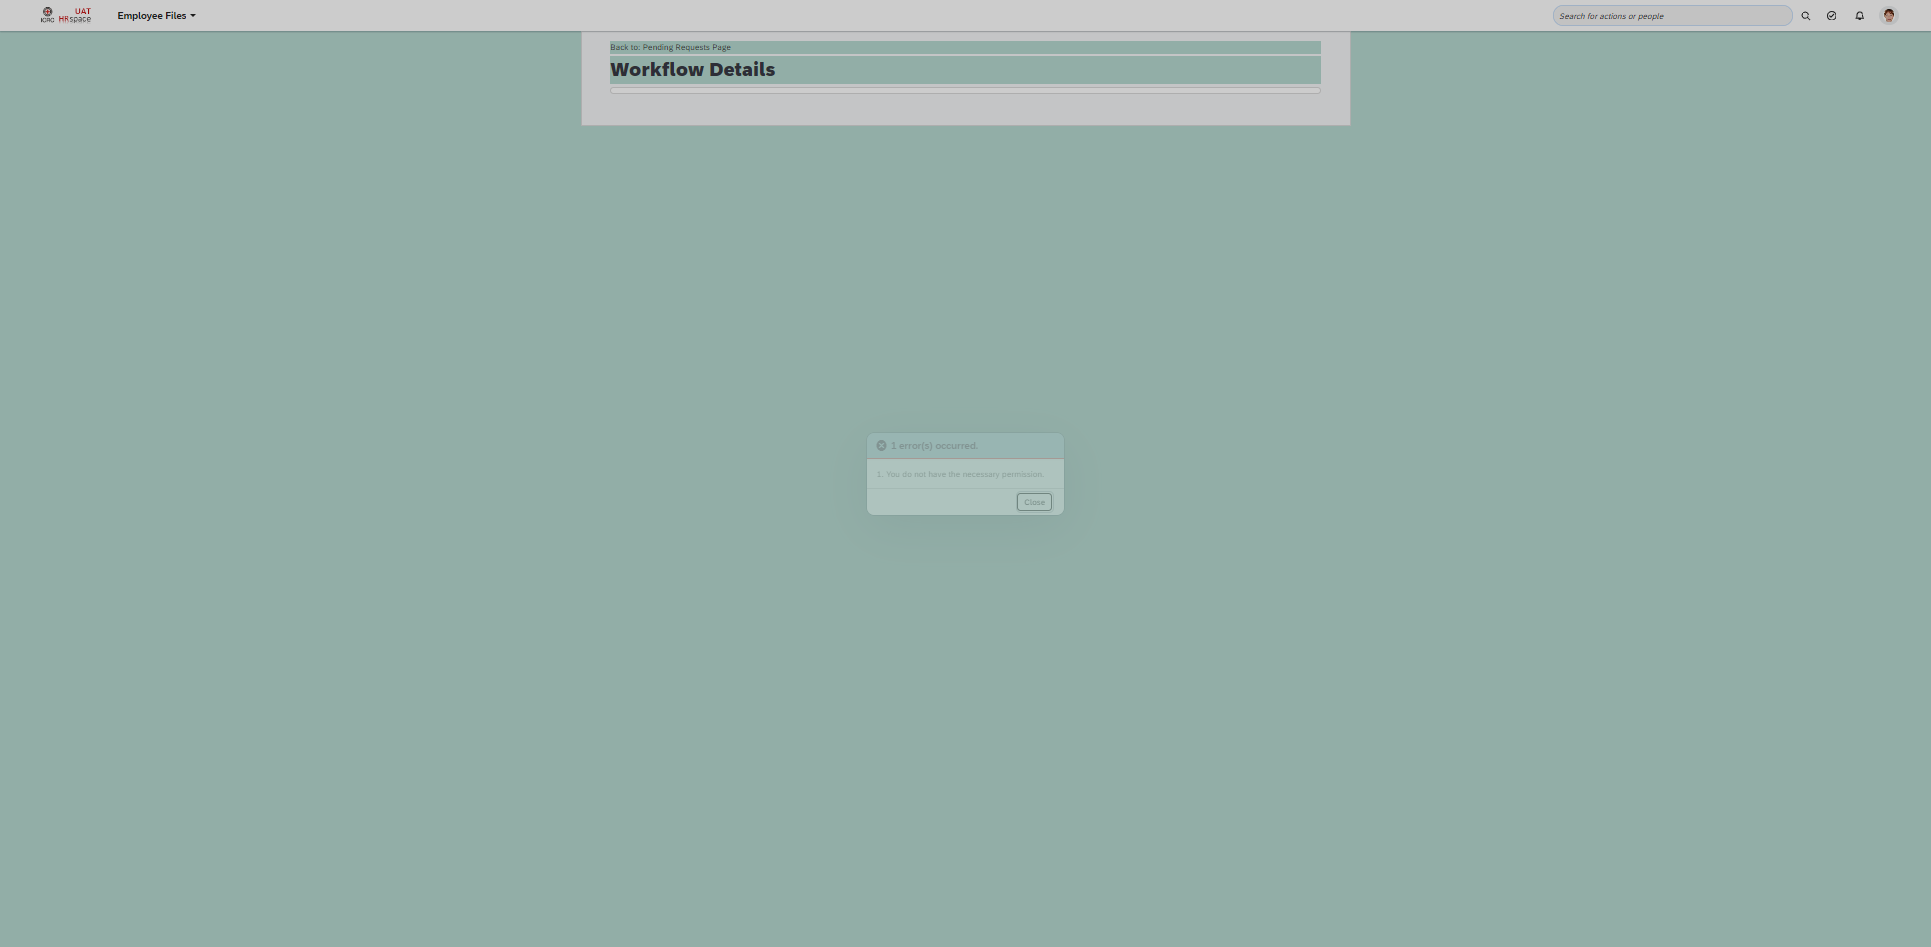 ICRC
UAT
HRspace
Employee Files
Search for actions or people
Back to: Pending Requests Page
Workflow Details
1 error(s) occurred.
1. You do not have the necessary permission.
Close